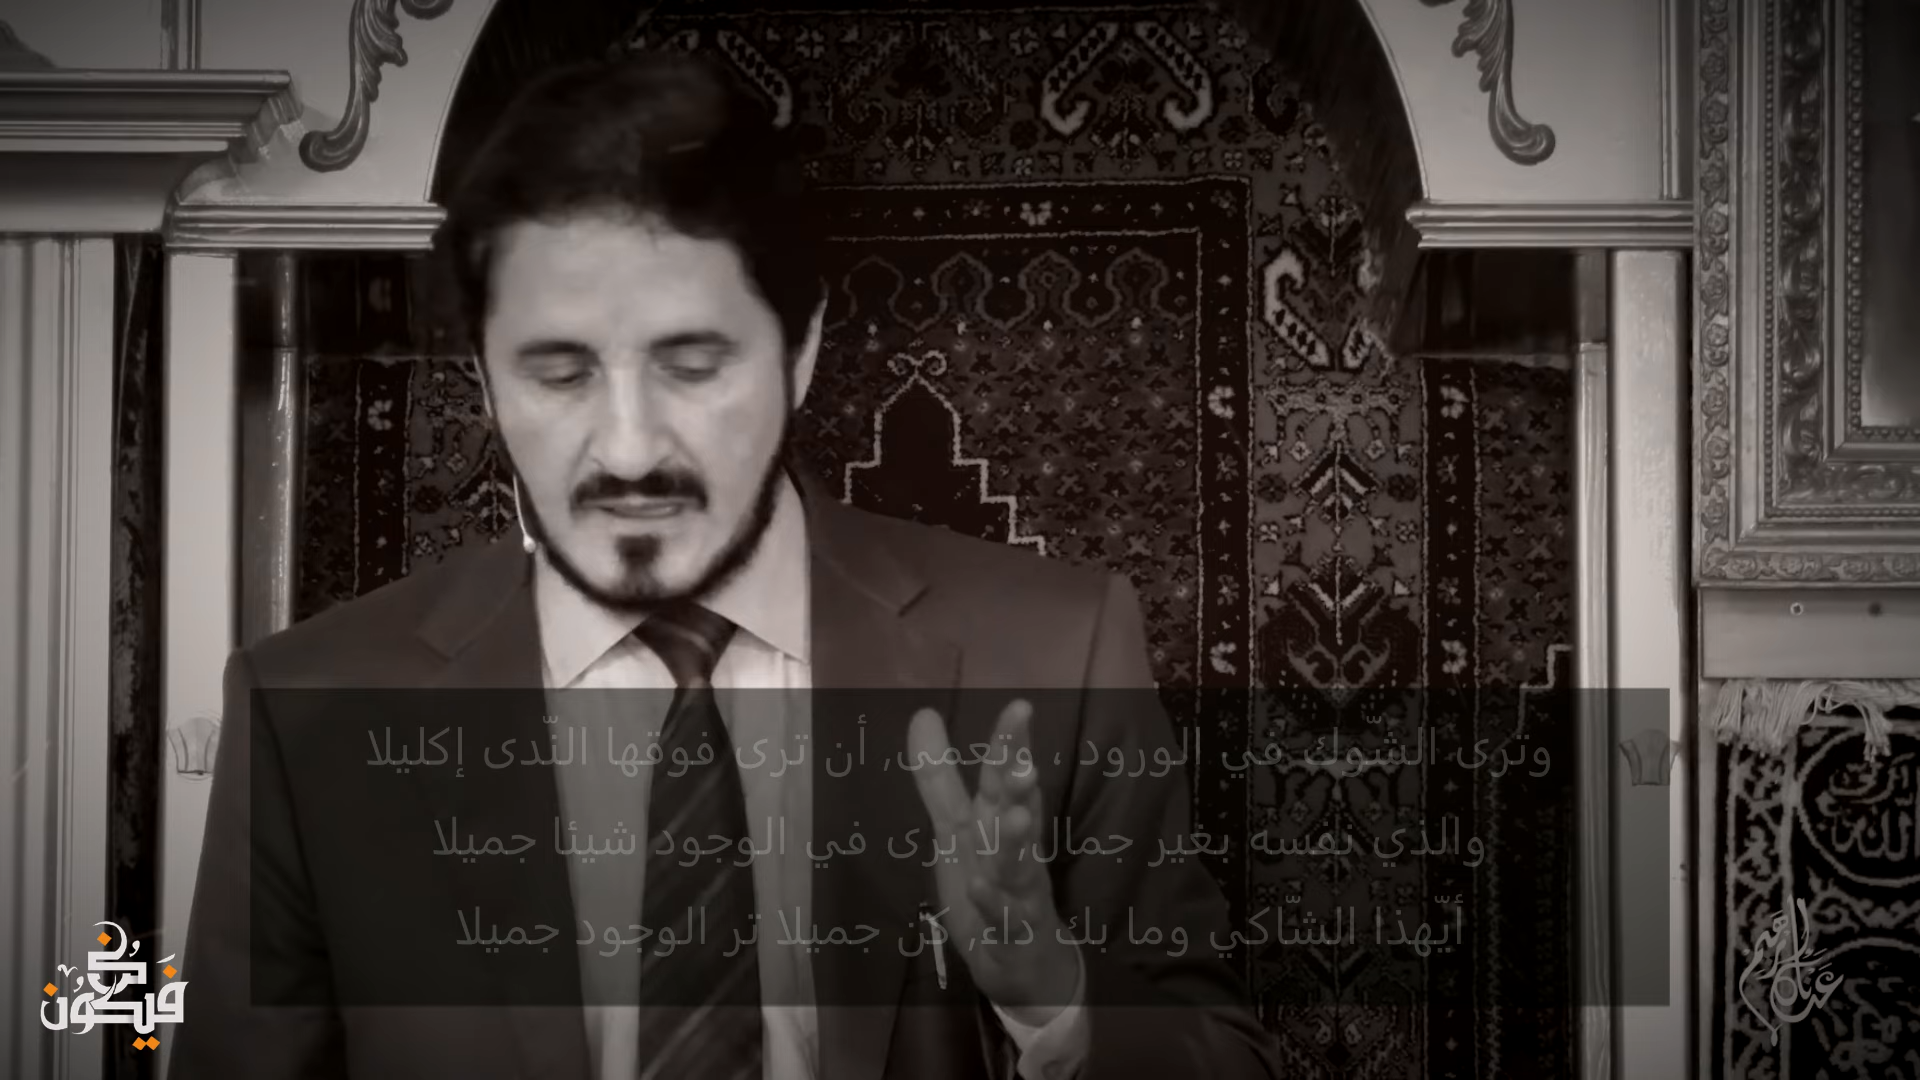 وترى الشّوك في الورود ، وتعمى, أن ترى فوقها النّدى إكليلا
والذي نفسه بغير جمال, لا يرى في الوجود شيئا جميلا
أيّهذا الشّاكي وما بك داء, كن جميلا تر الوجود جميلا
كن
فيكون